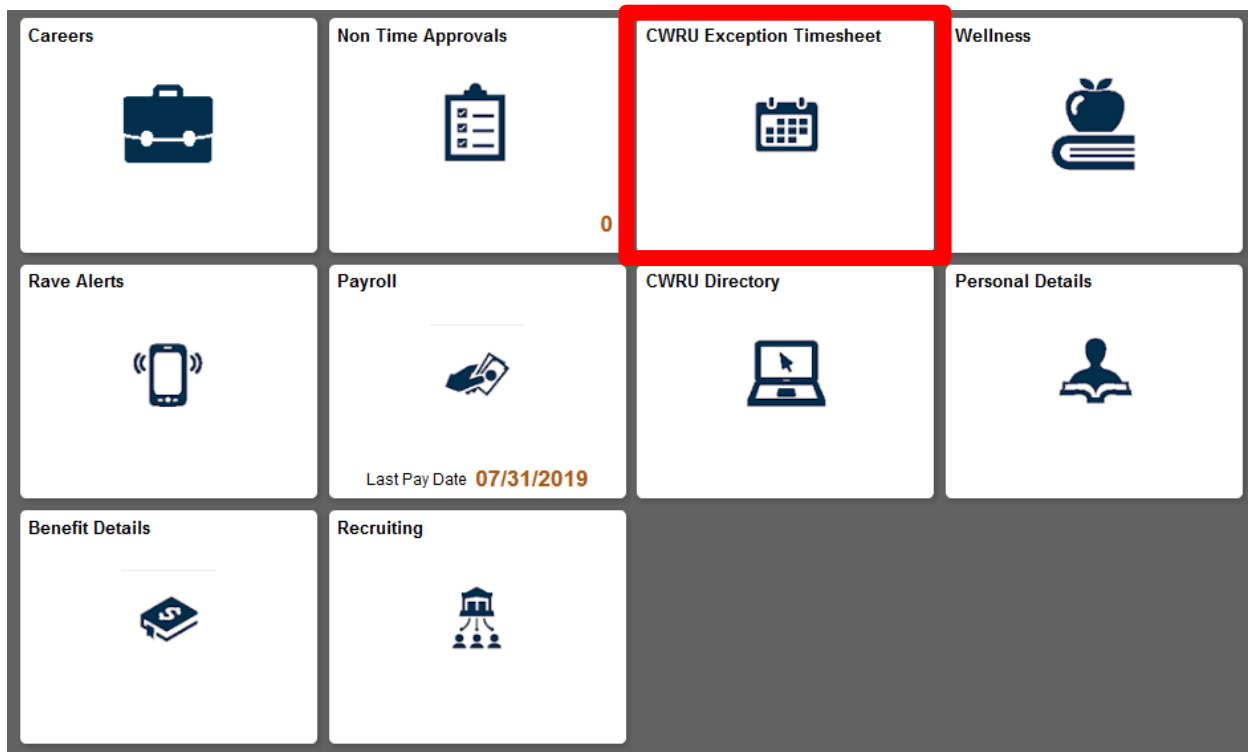 Careers
Non Time Approvals
CWRU Exception Timesheet
Wellness
0
Rave Alerts
Payroll
CWRU Directory
Personal Details
Last Pay Date 07/31/2019
Benefit Details
Recruiting